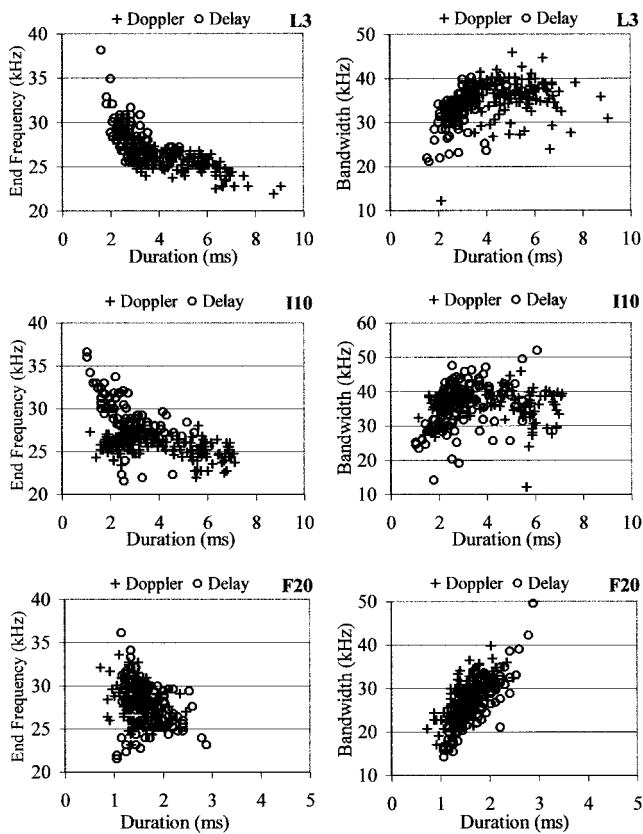 + Doppler o Delay L3
40
35
30
25
20
End Frequency (kHz)
0 2 4 6 8 10
Duration (ms)
+ Doppler o Delay L3
50
40
30
20
10
Bandwidth (kHz)
0 2 4 6 8 10
Duration (ms)
+ Doppler o Delay I10
40
35
30
25
20
End Frequency (kHz)
0 2 4 6 8 10
Duration (ms)
+ Doppler o Delay I10
60
50
40
30
20
10
Bandwidth (kHz)
0 2 4 6 8 10
Duration (ms)
+ Doppler o Delay F20
40
35
30
25
20
End Frequency (kHz)
0 1 2 3 4 5
Duration (ms)
+ Doppler o Delay F20
50
40
30
20
10
Bandwidth (kHz)
0 1 2 3 4 5
Duration (ms)